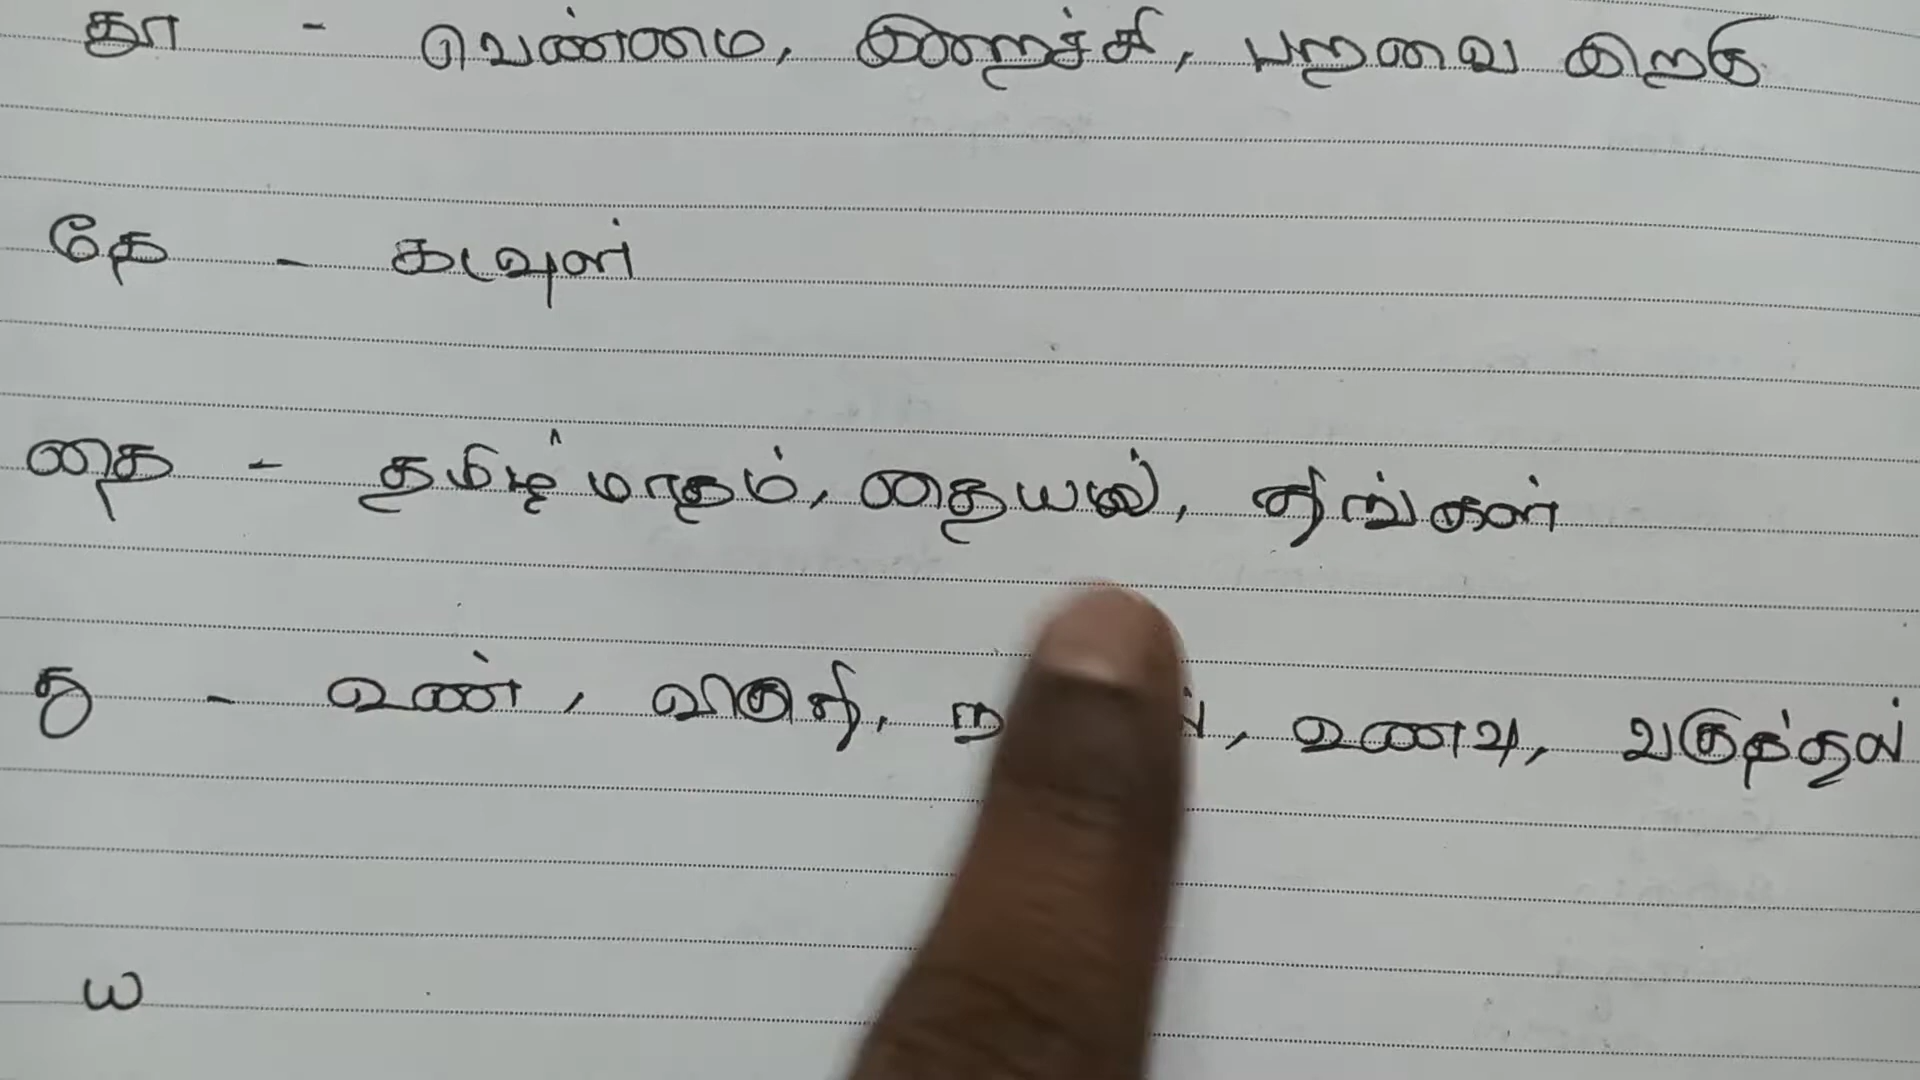 தா - வெண்மை, இறைச்சி, பறவை இறகு
தே - கடவுள்
தை - தமிழ் மாதம், தையல், திங்கள்
து - உண், விகுதி, உணவு, வருத்தல்
ய